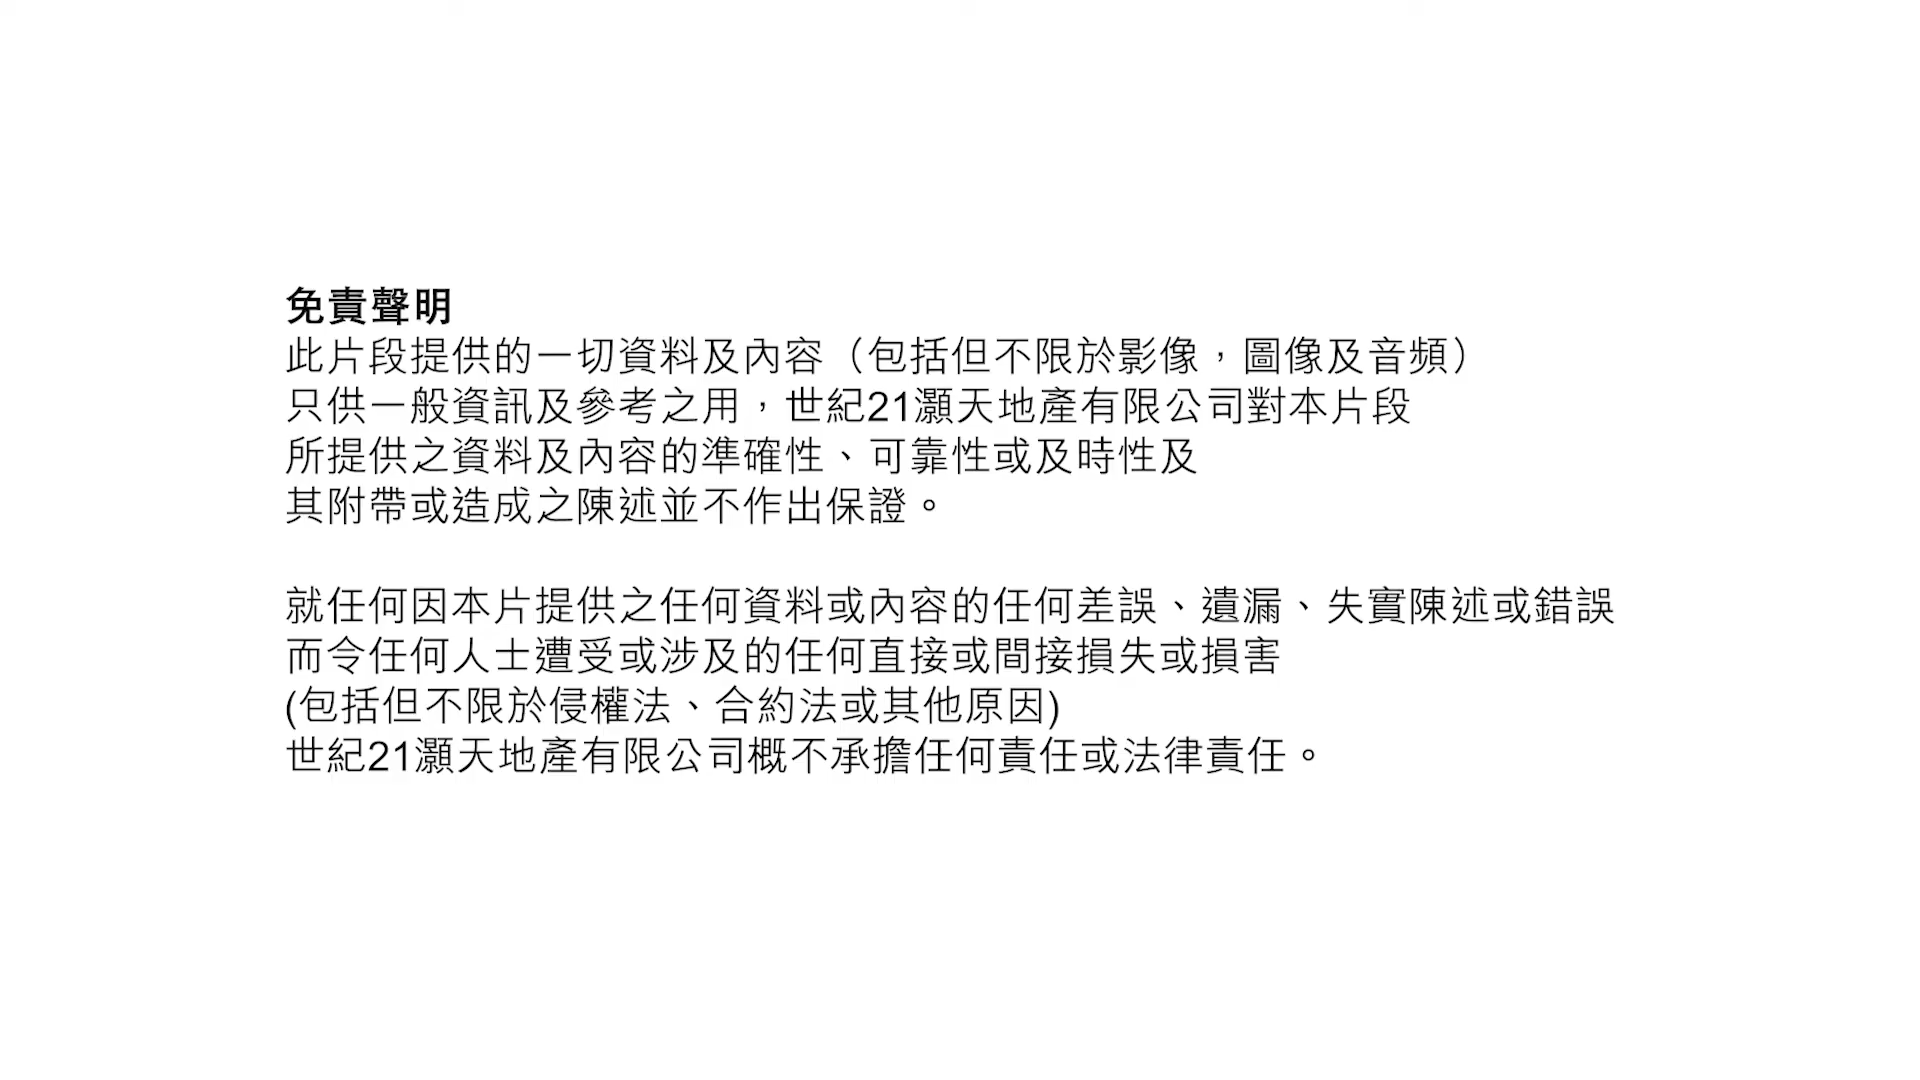 免責聲明
此片段提供的一切資料及內容（包括但不限於影像，圖像及音頻）
只供一般資訊及參考之用，世紀21灝天地產有限公司對本片段
所提供之資料及內容的準確性、可靠性或及時性及
其附帶或造成之陳述並不作出保證。
就任何因本片提供之任何資料或內容的任何差誤、遺漏、失實陳述或錯誤
而令任何人士遭受或涉及的任何直接或間接損失或損害
(包括但不限於侵權法、合約法或其他原因)
世紀21灝天地產有限公司概不承擔任何責任或法律責任。